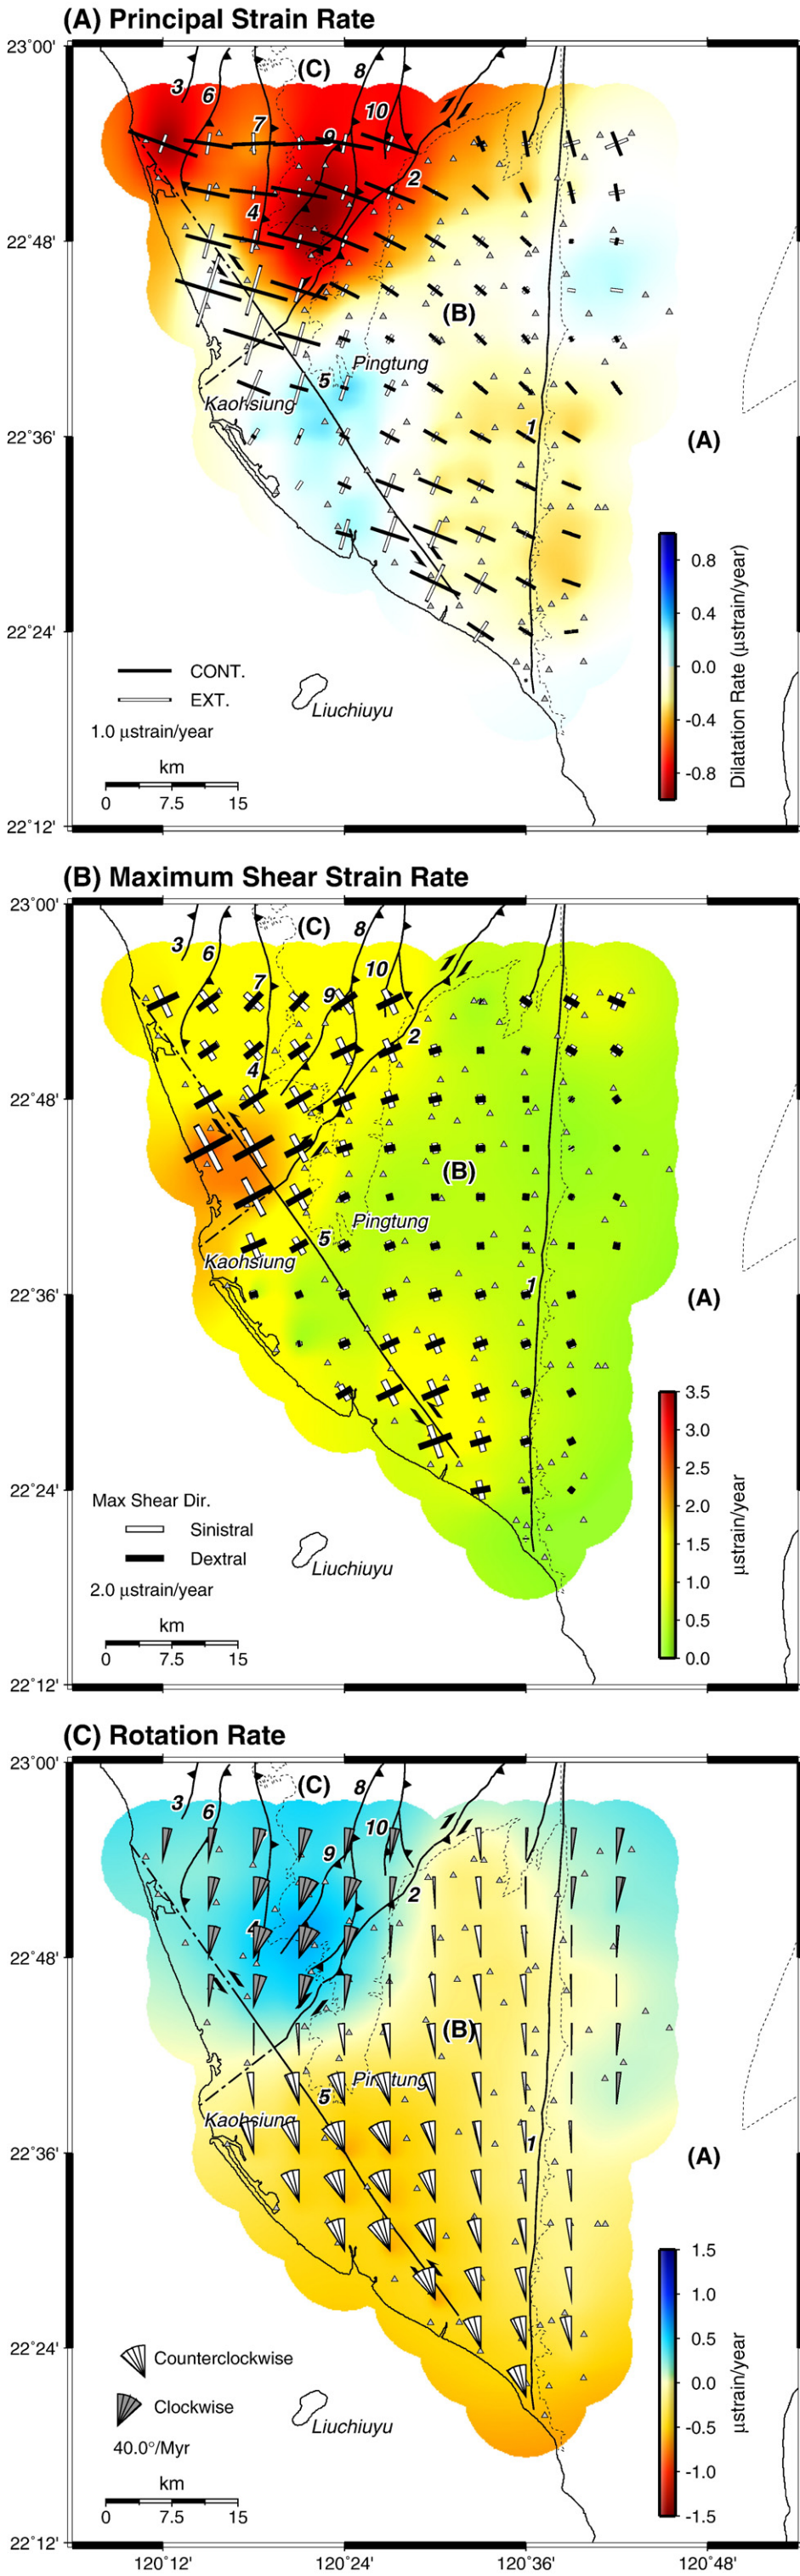 (A) Principal Strain Rate
23°00'
(C)
8
3
6
10
7
9
2
4
22°48'
(B)
Pingtung
5
Kaohsiung
1
22°36'
(A)
0.8
0.4
0.0
-0.4
-0.8
Dilatation Rate (μstrain/year)
22°24'
CONT.
EXT.
1.0 μstrain/year
Liuchiuyu
km
0 7.5 15
22°12'
(B) Maximum Shear Strain Rate
23°00'
(C)
8
3
6
10
7
9
2
4
22°48'
(B)
Pingtung
5
Kaohsiung
1
22°36'
(A)
3.5
3.0
2.5
2.0
1.5
1.0
0.5
0.0
μstrain/year
22°24'
Max Shear Dir.
Sinistral
Dextral
2.0 μstrain/year
Liuchiuyu
km
0 7.5 15
22°12'
(C) Rotation Rate
23°00'
(C)
8
3
6
10
7
9
2
4
22°48'
(B)
Pingtung
5
Kaohsiung
1
22°36'
(A)
1.5
1.0
0.5
0.0
-0.5
-1.0
-1.5
μstrain/year
22°24'
Counterclockwise
Clockwise
40.0°/Myr
Liuchiuyu
km
0 7.5 15
22°12'
120°12' 120°24' 120°36' 120°48'